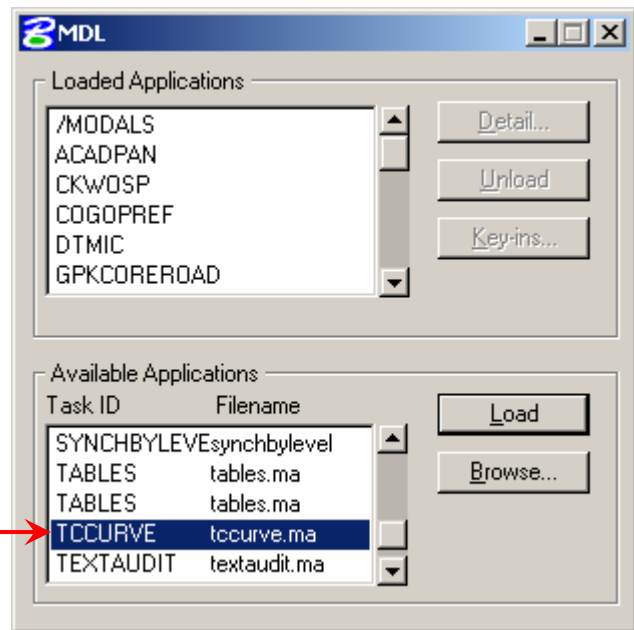 MDL
Loaded Applications
/MODALS
ACADPAN
CKWOSP
COGOPREF
DTMIC
GPKCOREROAD
Detail...
Unload
Key-ins...
Available Applications
Task ID Filename
SYNCHBYLEVEsynchbylevel
TABLES tables.ma
TABLES tables.ma
TCCURVE tccurve.ma
TEXTAUDIT textaudit.ma
Load
Browse...